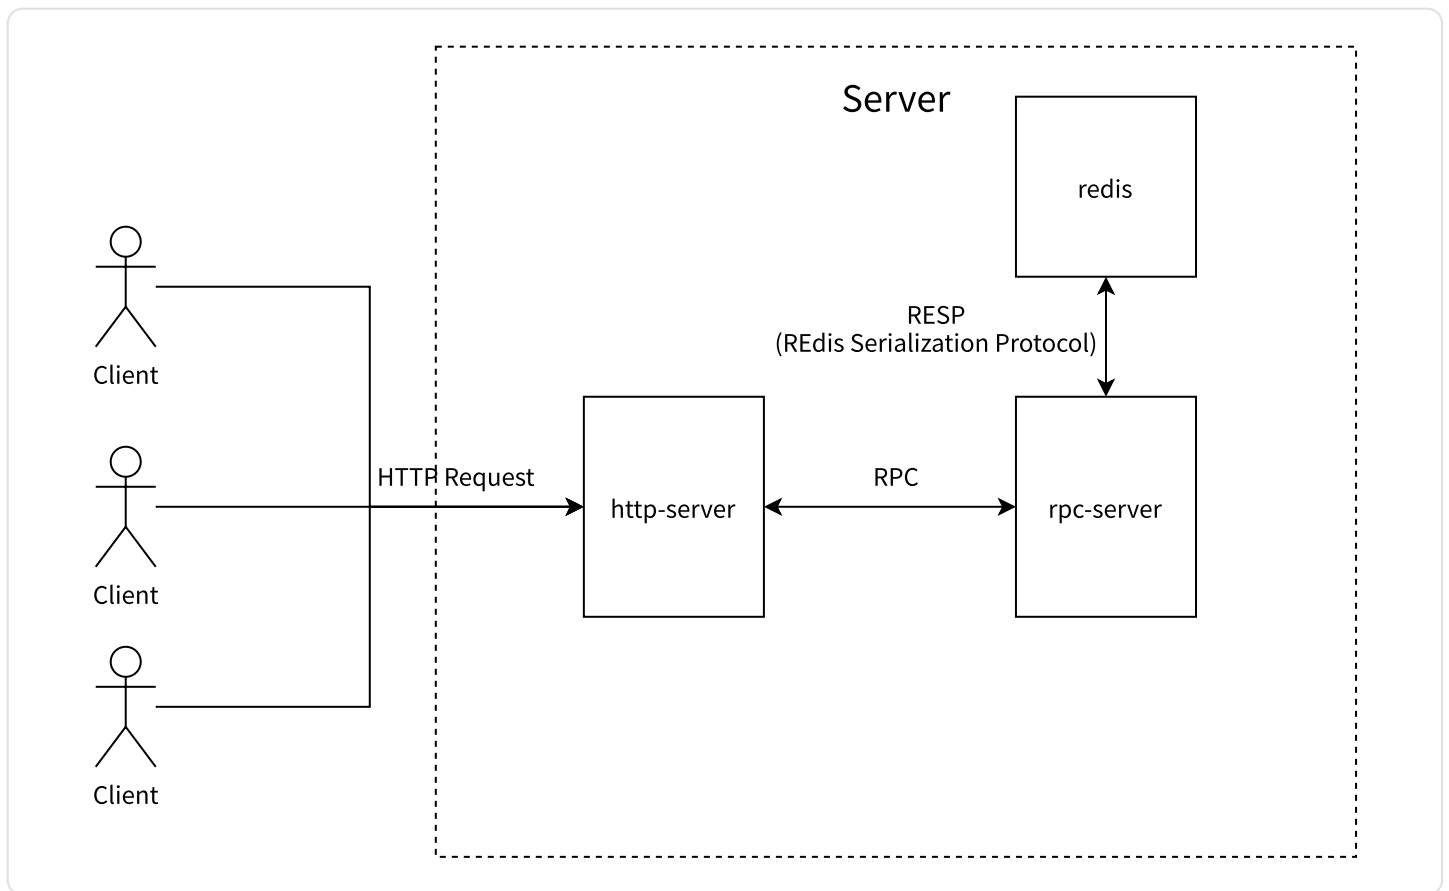 Server
redis
RESP
(REdis Serialization Protocol)
Client
HTTP Request
http-server
RPC
rpc-server
Client
Client